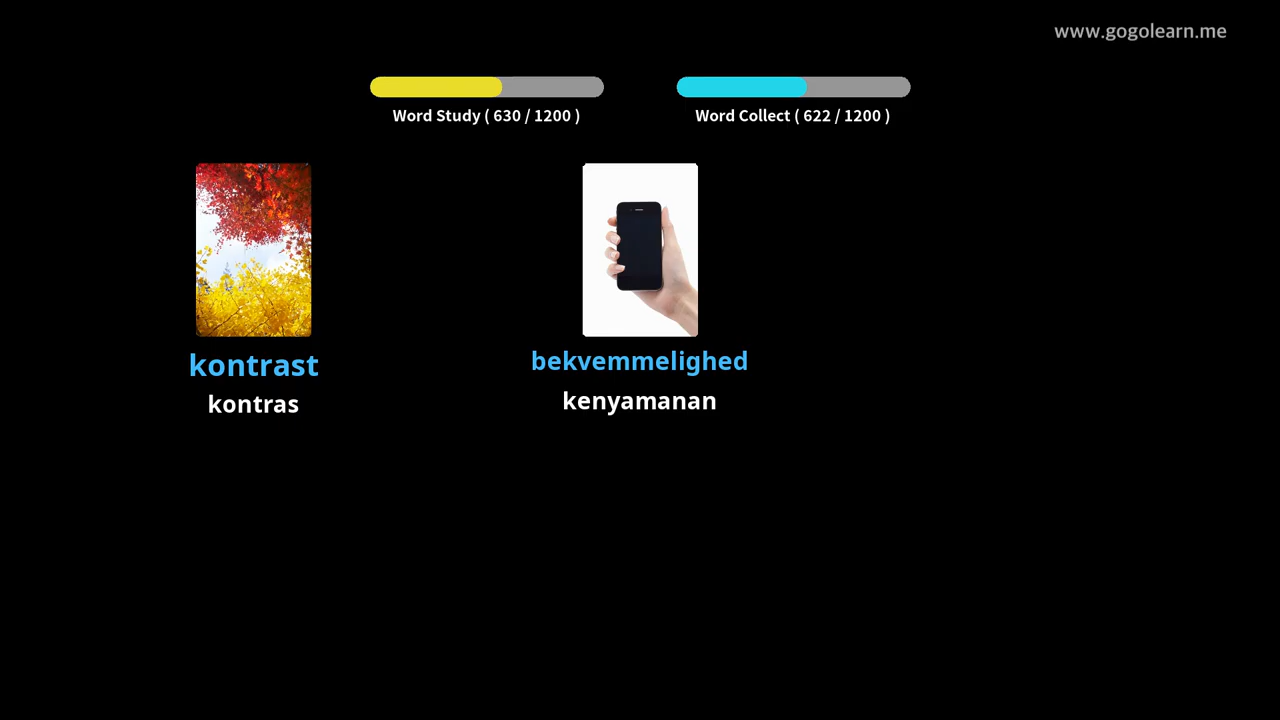 www.gogolearn.me
Word Study ( 630 / 1200 )
Word Collect ( 622 / 1200 )
kontrast
kontras
bekvemmelighed
kenyamanan